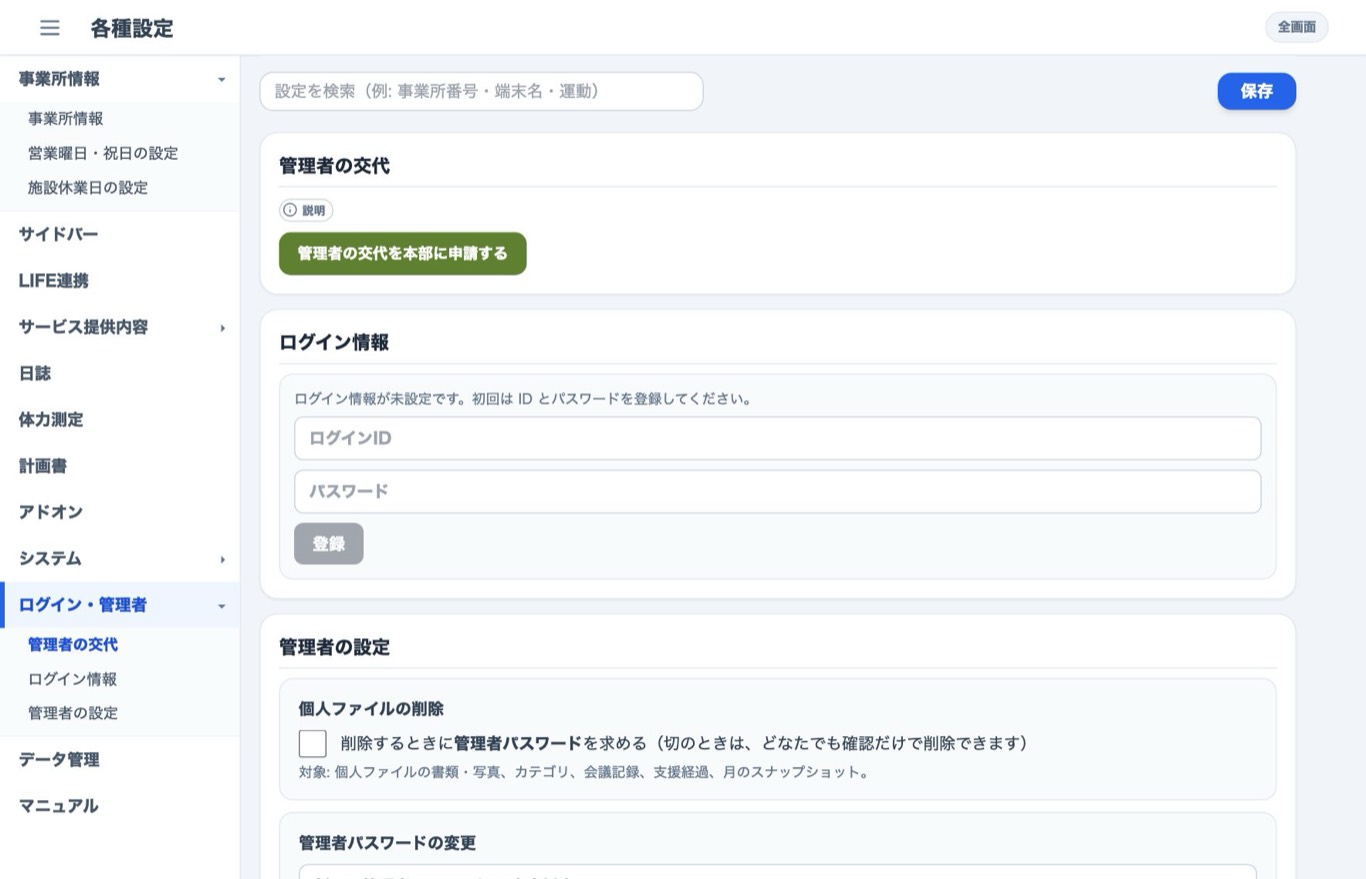 各種設定
全画面
事業所情報
事業所情報
営業曜日・祝日の設定
施設休業日の設定
サイドバー
LIFE連携
サービス提供内容
日誌
体力測定
計画書
アドオン
システム
ログイン・管理者
管理者の交代
ログイン情報
管理者の設定
データ管理
マニュアル
設定を検索（例: 事業所番号・端末名・運動）
保存
管理者の交代
説明
管理者の交代を本部に申請する
ログイン情報
ログイン情報が未設定です。初回は ID とパスワードを登録してください。
ログインID
パスワード
登録
管理者の設定
個人ファイルの削除
削除するときに管理者パスワードを求める（切のときは、どなたでも確認だけで削除できます）
対象: 個人ファイルの書類・写真、カテゴリ、会議記録、支援経過、月のスナップショット。
管理者パスワードの変更